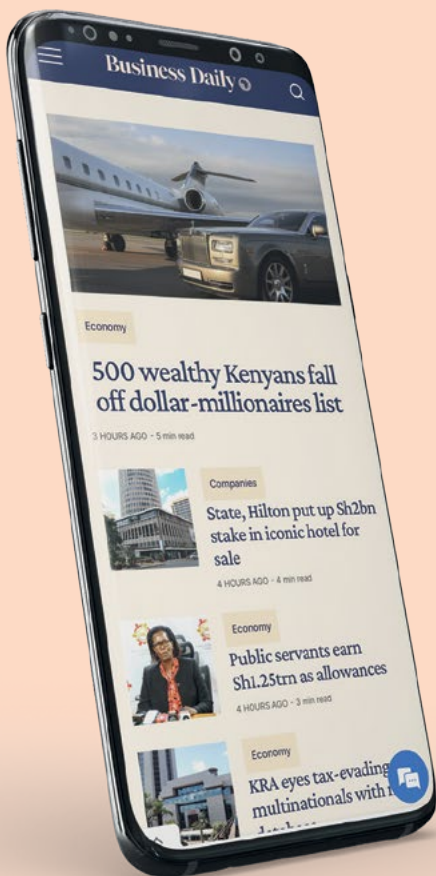 Business Daily
Economy
500 wealthy Kenyans fall
off dollar-millionaires list
3 HOURS AGO - 5 min read
Companies
State, Hilton put up Sh2bn
stake in iconic hotel for
sale
4 HOURS AGO - 4 min read
Economy
Public servants earn
Sh1.25trn as allowances
4 HOURS AGO - 3 min read
Economy
KRA eyes tax-evading
multinationals with